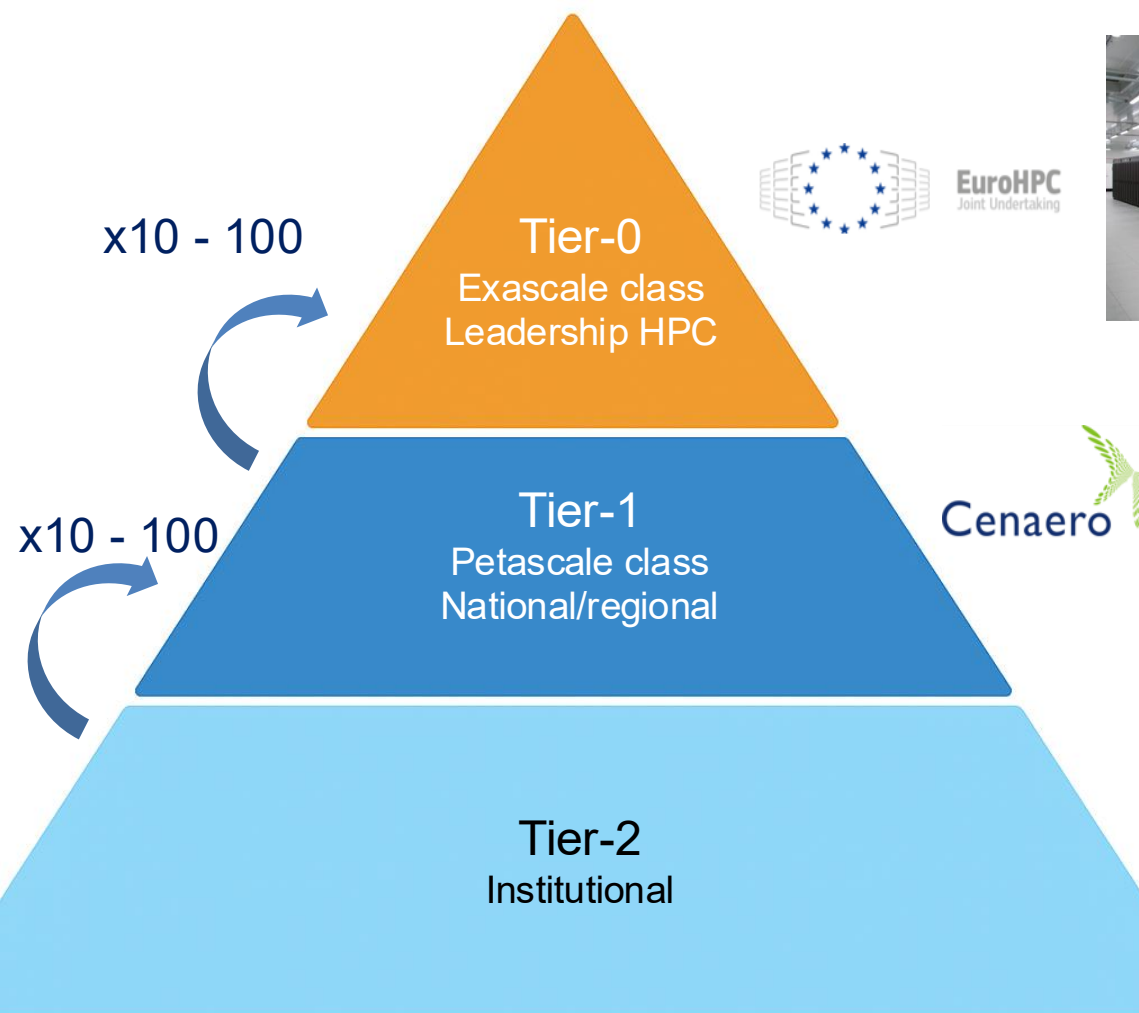 x10 - 100
Tier-0
Exascale class
Leadership HPC
EuroHPC
Joint Undertaking
x10 - 100
Tier-1
Petascale class
National/regional
Cenaero
Tier-2
Institutional